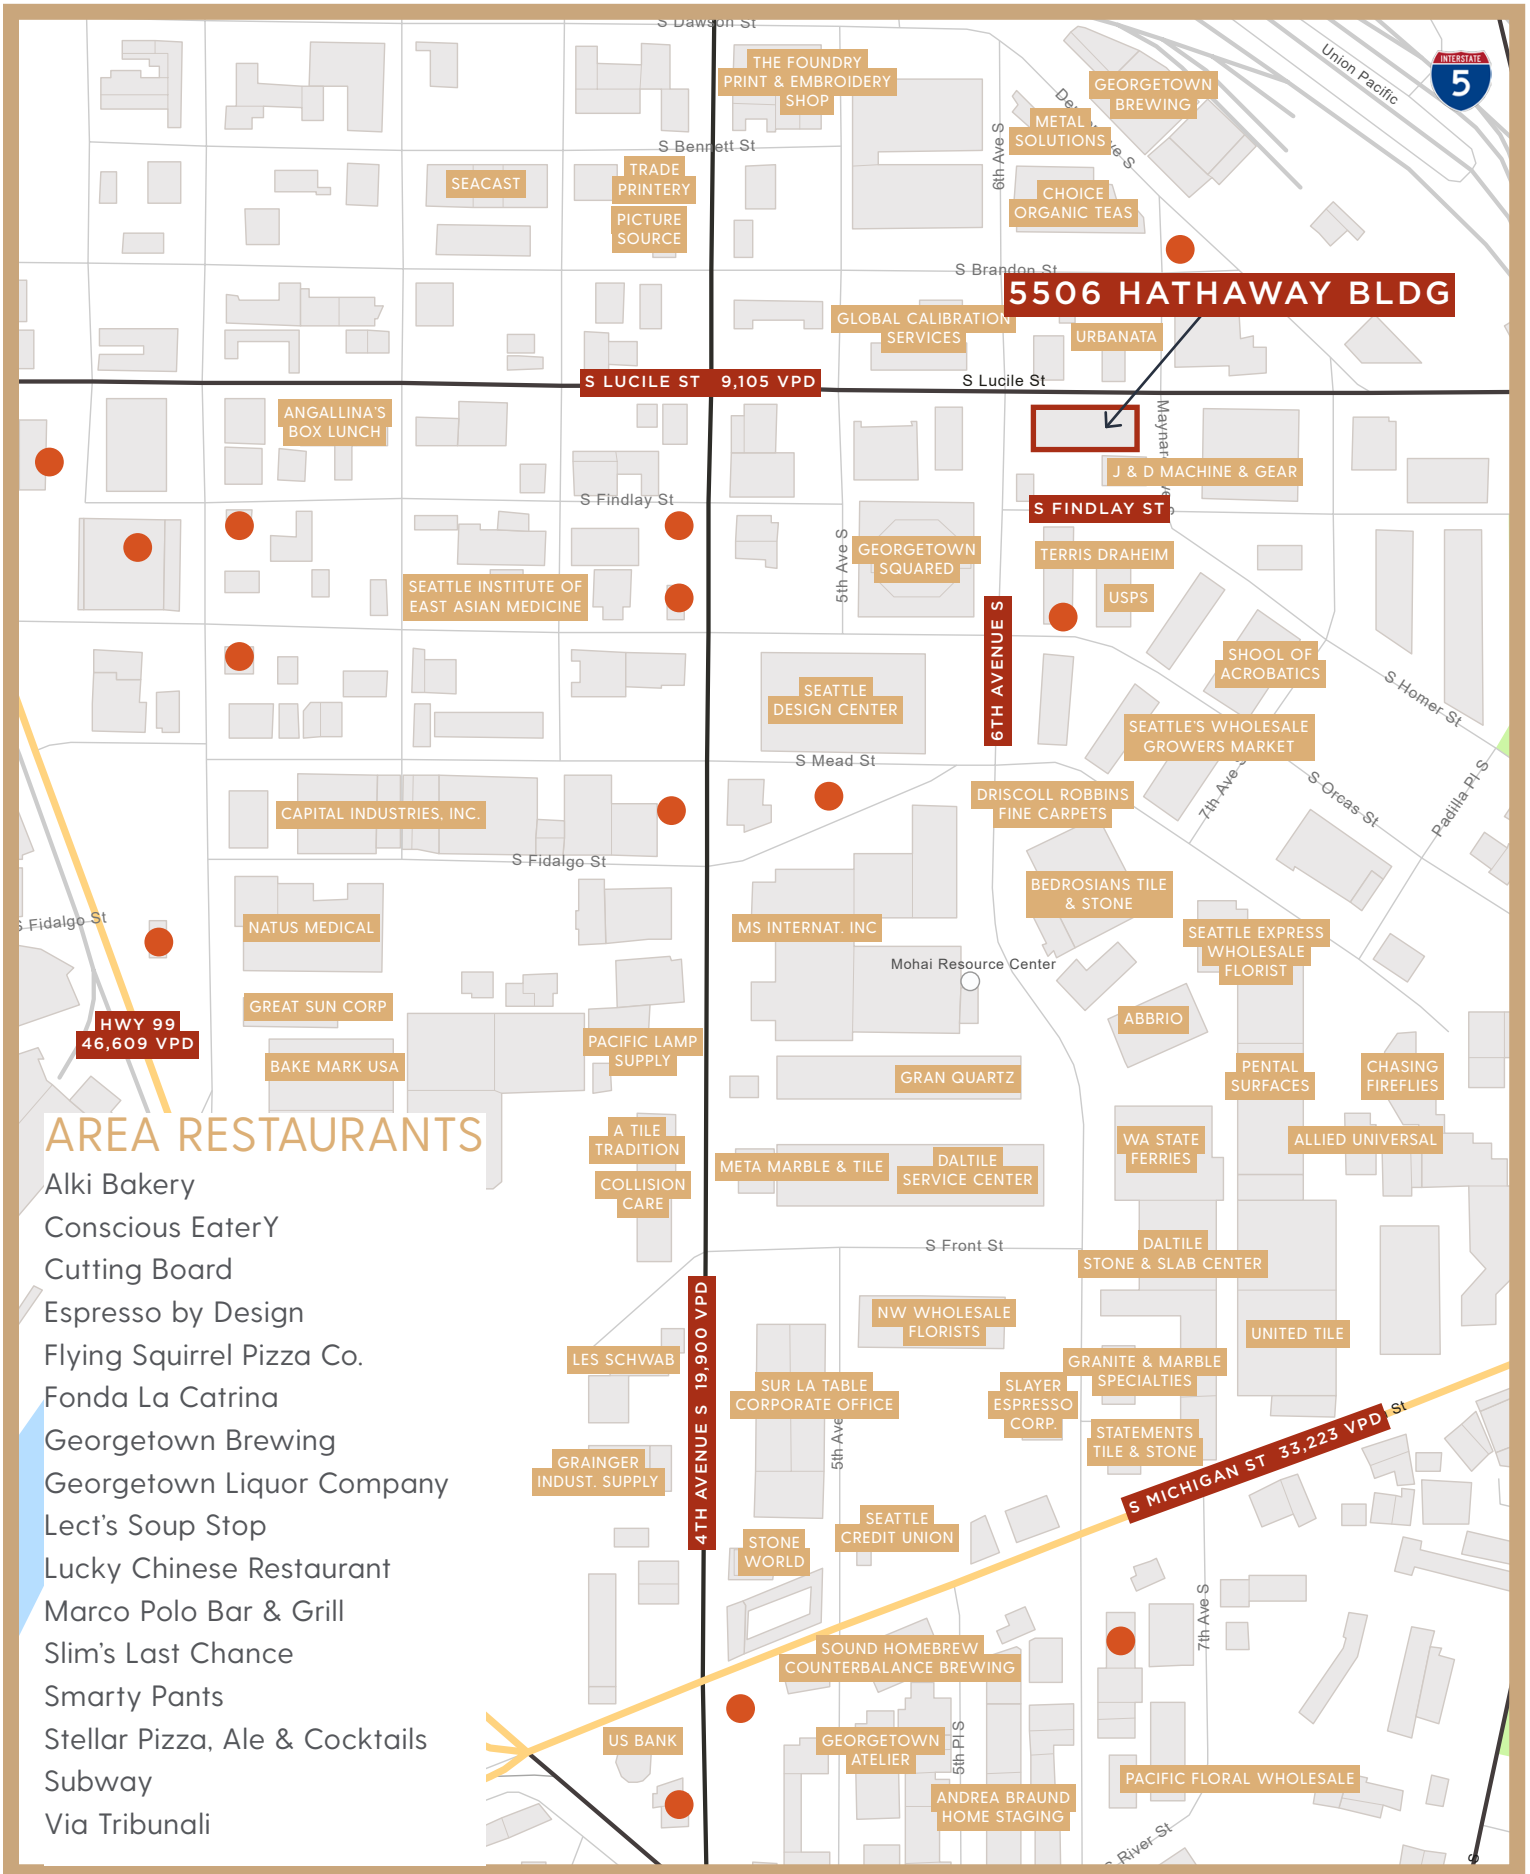 S Dawson St
THE FOUNDRY
PRINT & EMBROIDERY
SHOP
GEORGETOWN
BREWING
Union Pacific
INTERSTATE
5
METAL
SOLUTIONS
6th Ave S
S Bennett St
SEACAST
TRADE
PRINTERY
PICTURE
SOURCE
CHOICE
ORGANIC TEAS
S Brandon St
5506 HATHAWAY BLDG
GLOBAL CALIBRATION
SERVICES
URBANATA
S LUCILE ST 9,105 VPD
S Lucile St
ANGALLINA'S
BOX LUNCH
J & D MACHINE & GEAR
S Findlay St
S FINDLAY ST
5th Ave S
GEORGETOWN
SQUARED
TERRIS DRAHEIM
USPS
SEATTLE INSTITUTE OF
EAST ASIAN MEDICINE
6TH AVENUE S
SHOOL OF
ACROBATICS
S Homer St
SEATTLE
DESIGN CENTER
SEATTLE'S WHOLESALE
GROWERS MARKET
S Mead St
7th Ave S
S Orcas St
Padilla Pl S
DRISCOLL ROBBINS
FINE CARPETS
CAPITAL INDUSTRIES, INC.
S Fidalgo St
S Fidalgo St
BEDROSIANS TILE
& STONE
NATUS MEDICAL
MS INTERNAT. INC
SEATTLE EXPRESS
WHOLESALE
FLORIST
Mohai Resource Center
GREAT SUN CORP
HWY 99
46,609 VPD
ABBRIO
PACIFIC LAMP
SUPPLY
BAKE MARK USA
GRAN QUARTZ
PENTAL
SURFACES
CHASING
FIREFLIES
A TILE
TRADITION
COLLISION
CARE
META MARBLE & TILE
DALTILE
SERVICE CENTER
WA STATE
FERRIES
ALLIED UNIVERSAL
S Front St
DALTILE
STONE & SLAB CENTER
4TH AVENUE S 19,900 VPD
NW WHOLESALE
FLORISTS
UNITED TILE
LES SCHWAB
GRANITE & MARBLE
SPECIALTIES
SUR LA TABLE
CORPORATE OFFICE
SLAYER
ESPRESSO
CORP.
5th Ave
STATEMENTS
TILE & STONE
S MICHIGAN ST 33,223 VPD
St
GRAINGER
INDUST. SUPPLY
SEATTLE
CREDIT UNION
STONE
WORLD
7th Ave S
SOUND HOMEBREW
COUNTERBALANCE BREWING
US BANK
GEORGETOWN
ATELIER
5th Pl S
PACIFIC FLORAL WHOLESALE
ANDREA BRAUND
HOME STAGING
S River St
S
AREA RESTAURANTS
Alki Bakery
Conscious EaterY
Cutting Board
Espresso by Design
Flying Squirrel Pizza Co.
Fonda La Catrina
Georgetown Brewing
Georgetown Liquor Company
Lect's Soup Stop
Lucky Chinese Restaurant
Marco Polo Bar & Grill
Slim's Last Chance
Smarty Pants
Stellar Pizza, Ale & Cocktails
Subway
Via Tribunali